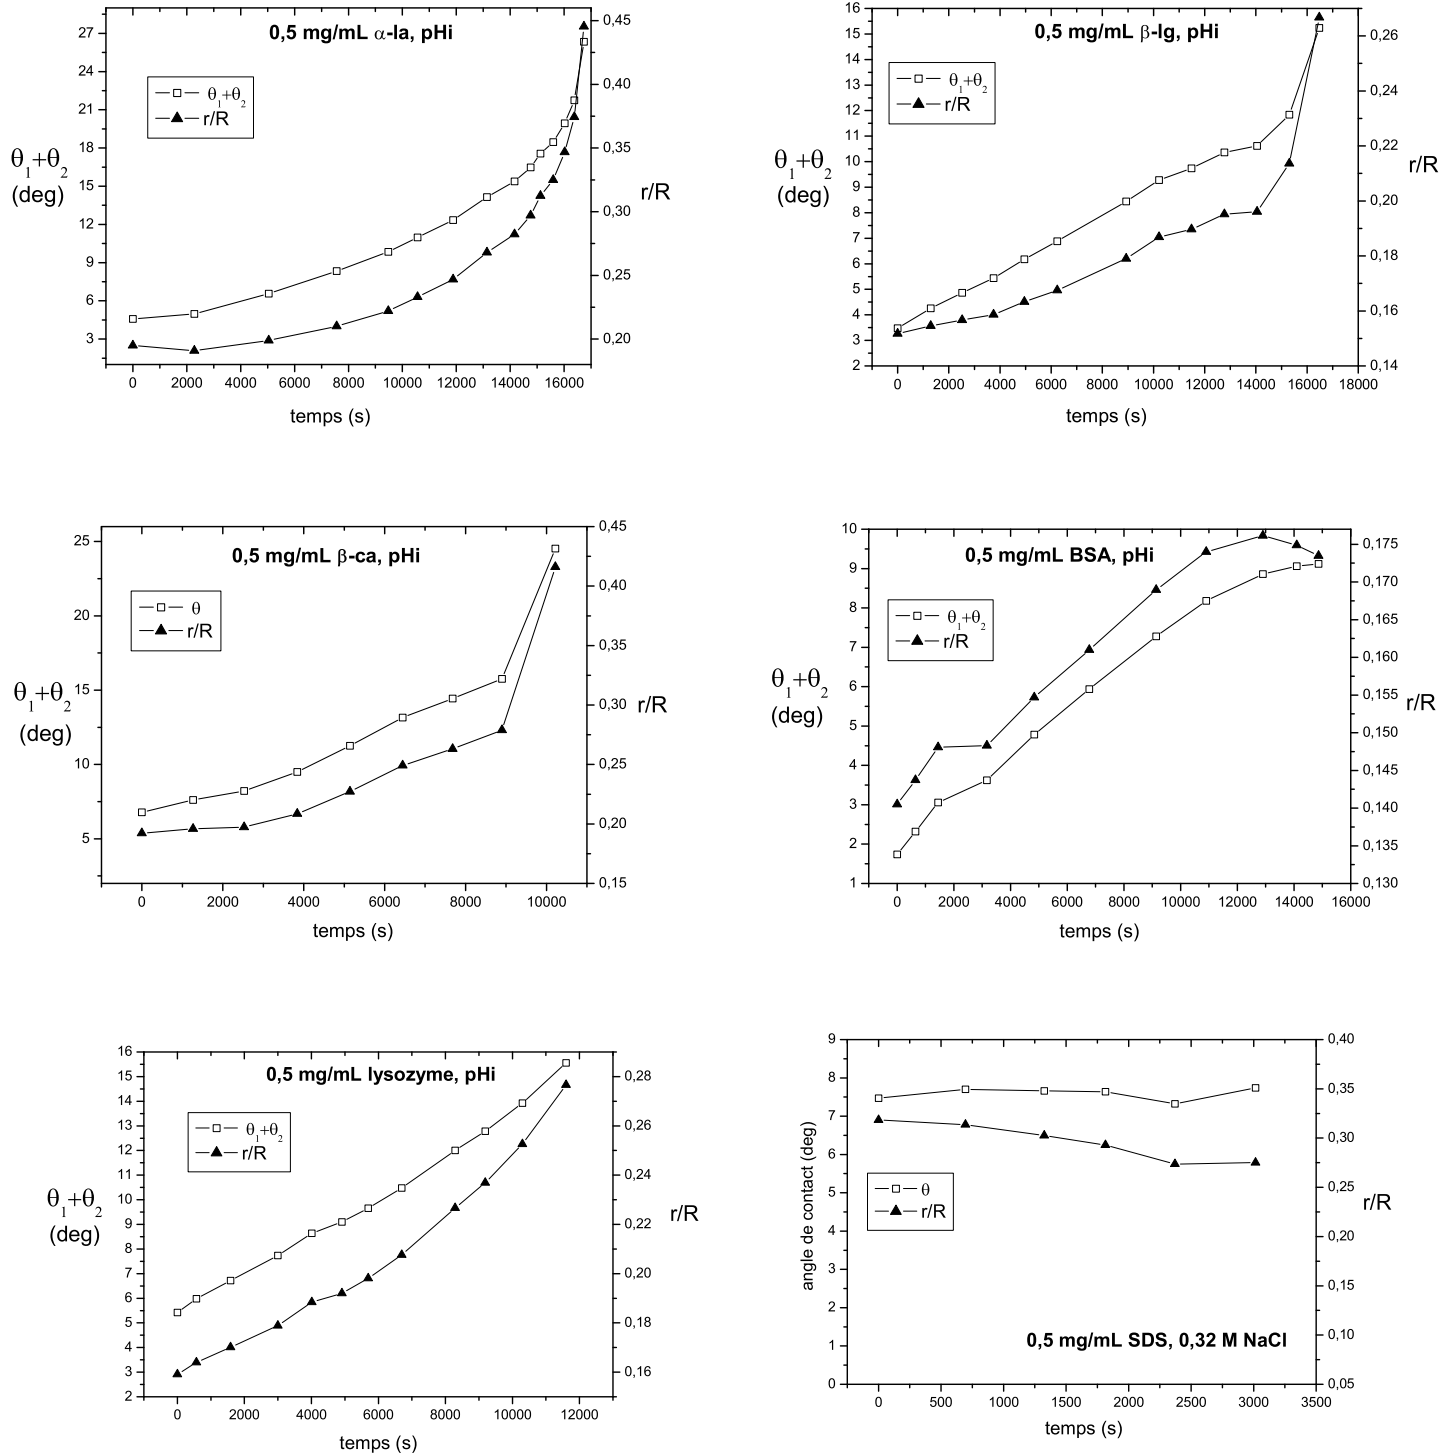 0,5 mg/mL α-la, pHi
θ1+θ2
r/R
θ1+θ2
(deg)
r/R
27
24
21
18
15
12
9
6
3
0,45
0,40
0,35
0,30
0,25
0,20
0 2000 4000 6000 8000 10000 12000 14000 16000
temps (s)
0,5 mg/mL β-lg, pHi
θ1+θ2
r/R
θ1+θ2
(deg)
r/R
16
15
14
13
12
11
10
9
8
7
6
5
4
3
2
0,26
0,24
0,22
0,20
0,18
0,16
0,14
0 2000 4000 6000 8000 10000 12000 14000 16000 18000
temps (s)
0,5 mg/mL β-ca, pHi
θ
r/R
θ1+θ2
(deg)
r/R
25
20
15
10
5
0,45
0,40
0,35
0,30
0,25
0,20
0,15
0 2000 4000 6000 8000 10000
temps (s)
0,5 mg/mL BSA, pHi
θ1+θ2
r/R
θ1+θ2
(deg)
r/R
10
9
8
7
6
5
4
3
2
1
0,175
0,170
0,165
0,160
0,155
0,150
0,145
0,140
0,135
0,130
0 2000 4000 6000 8000 10000 12000 14000 16000
temps (s)
0,5 mg/mL lysozyme, pHi
θ1+θ2
r/R
θ1+θ2
(deg)
r/R
16
15
14
13
12
11
10
9
8
7
6
5
4
3
2
0,28
0,26
0,24
0,22
0,20
0,18
0,16
0 2000 4000 6000 8000 10000 12000
temps (s)
θ
r/R
angle de contact (deg)
r/R
9
8
7
6
5
4
3
2
1
0
0,40
0,35
0,30
0,25
0,20
0,15
0,10
0,05
0,5 mg/mL SDS, 0,32 M NaCl
0 500 1000 1500 2000 2500 3000 3500
temps (s)